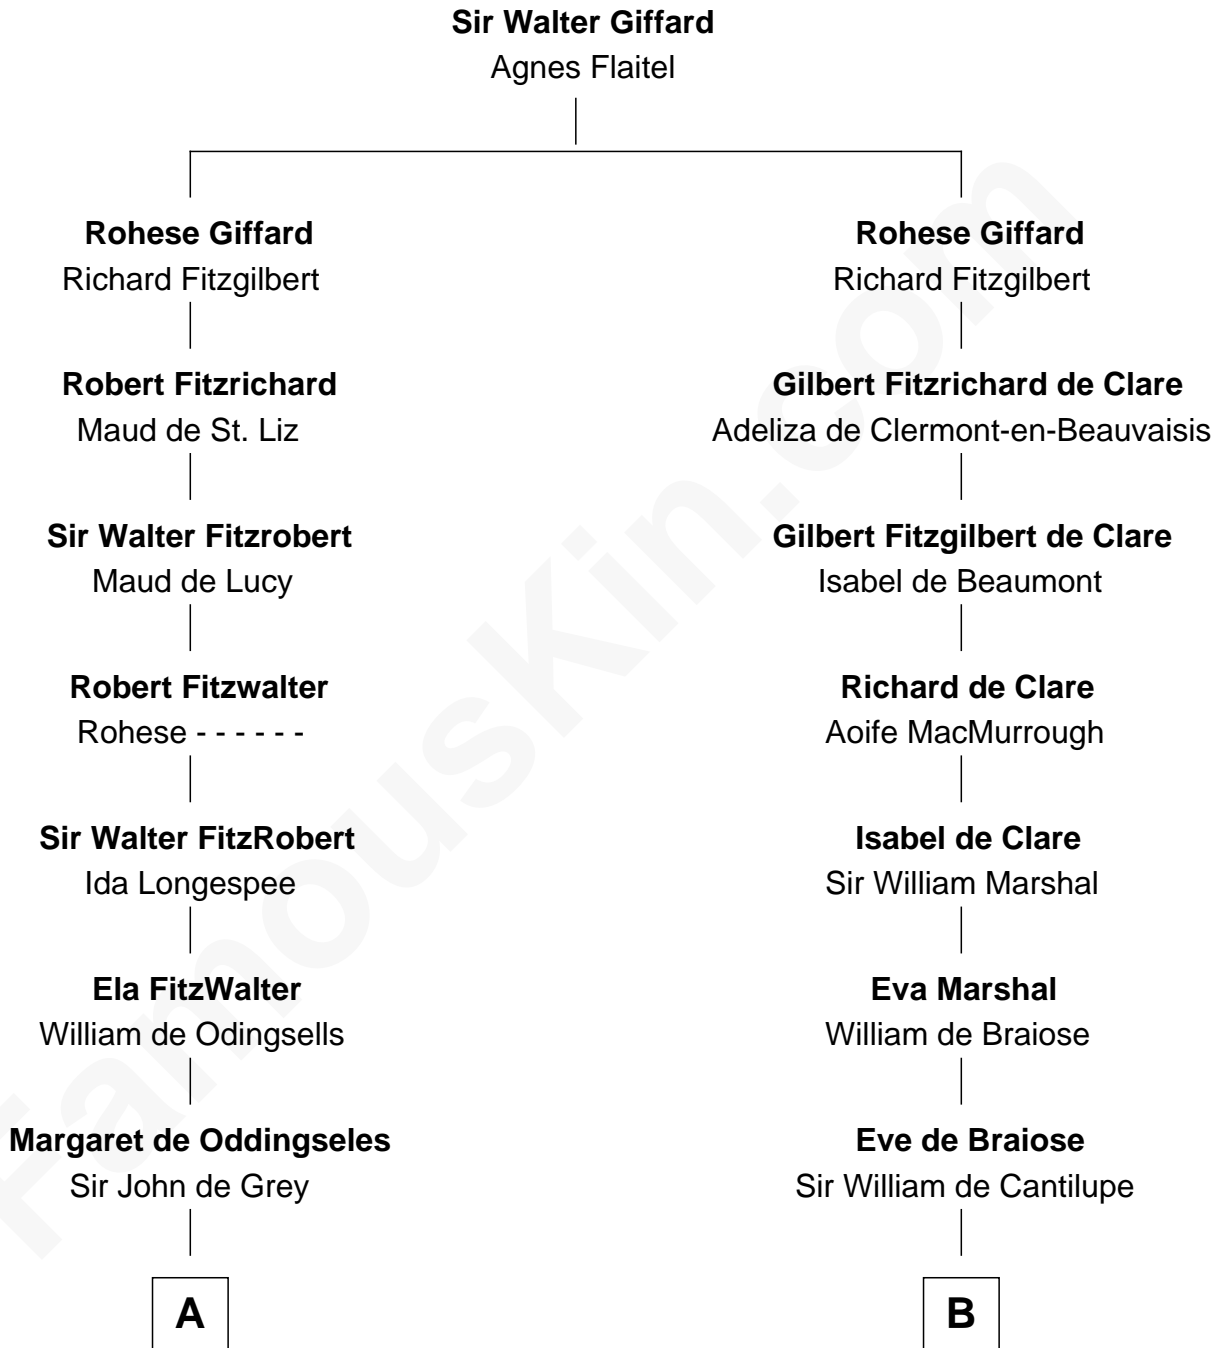 Sir Walter Giffard
Agnes Flaitel
Rohese Giffard
Richard Fitzgilbert
Robert Fitzrichard
Maud de St. Liz
Sir Walter Fitzrobert
Maud de Lucy
Robert Fitzwalter
Rohese - - - - - -
Sir Walter FitzRobert
Ida Longespee
Ela FitzWalter
William de Odingsells
Margaret de Oddingseles
Sir John de Grey
A
Rohese Giffard
Richard Fitzgilbert
Gilbert Fitzrichard de Clare
Adeliza de Clermont-en-Beauvaisis
Gilbert Fitzgilbert de Clare
Isabel de Beaumont
Richard de Clare
Aoife MacMurrough
Isabel de Clare
Sir William Marshal
Eva Marshal
William de Braiose
Eve de Braiose
Sir William de Cantilupe
B
FamousKin.com